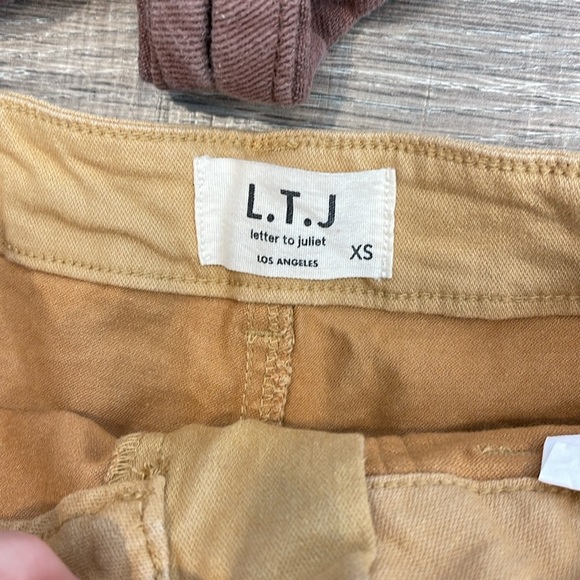 L.T.J
letter to juliet
LOS ANGELES
XS